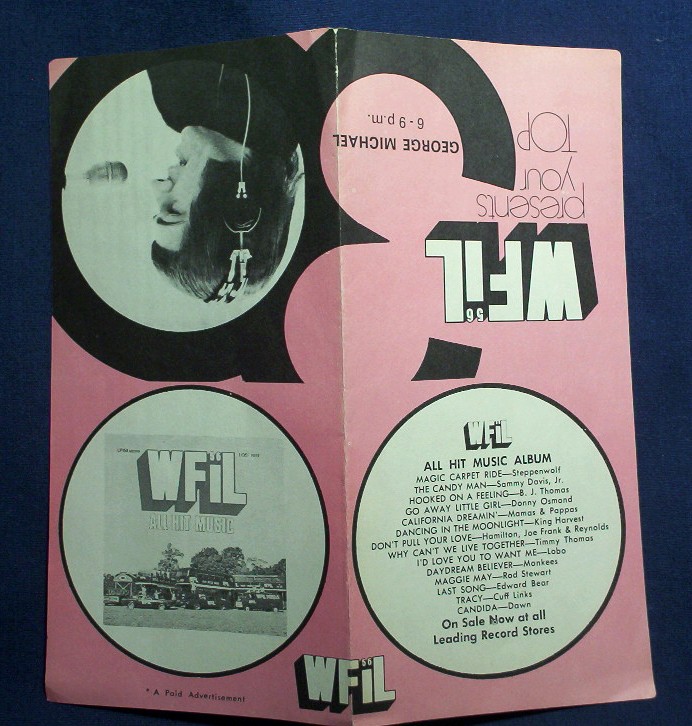 GEORGE MICHAEL
6 - 9 p.m.
WFiL
56
presents
your
TOP
WFiL
ALL HIT MUSIC
WFiL
ALL HIT MUSIC ALBUM
MAGIC CARPET RIDE—Steppenwolf
THE CANDY MAN—Sammy Davis, Jr.
HOOKED ON A FEELING—B. J. Thomas
GO AWAY LITTLE GIRL—Donny Osmond
CALIFORNIA DREAMIN'—Mamas & Pappas
DANCING IN THE MOONLIGHT—King Harvest
DON'T PULL YOUR LOVE—Hamilton, Joe Frank & Reynolds
WHY CAN'T WE LIVE TOGETHER—Timmy Thomas
I'D LOVE YOU TO WANT ME—Lobo
DAYDREAM BELIEVER—Monkees
MAGGIE MAY—Rod Stewart
LAST SONG—Edward Bear
TRACY—Cuff Links
CANDIDA—Dawn
On Sale Now at all
Leading Record Stores
WFiL
56
* A Paid Advertisement